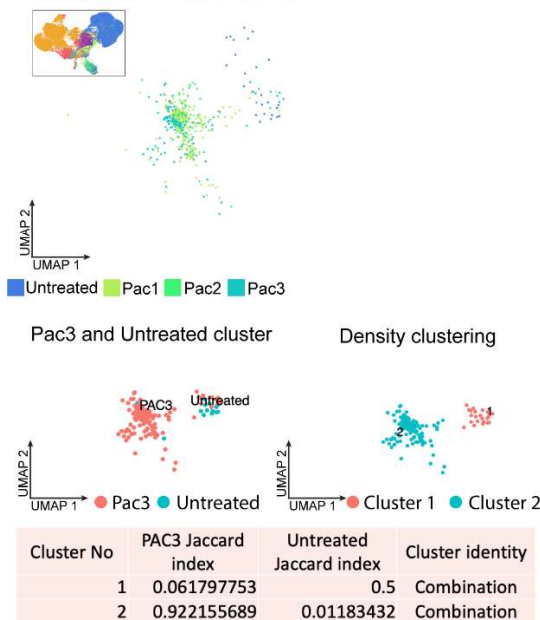 UMAP 2
UMAP 1
Untreated Pac1 Pac2 Pac3
Pac3 and Untreated cluster
Density clustering
PAC3
Untreated
1
2
UMAP 2
UMAP 1
Pac3 Untreated
UMAP 2
UMAP 1
Cluster 1 Cluster 2
Cluster No PAC3 Jaccard index Untreated Jaccard index Cluster identity
1 0.061797753 0.5 Combination
2 0.922155689 0.01183432 Combination